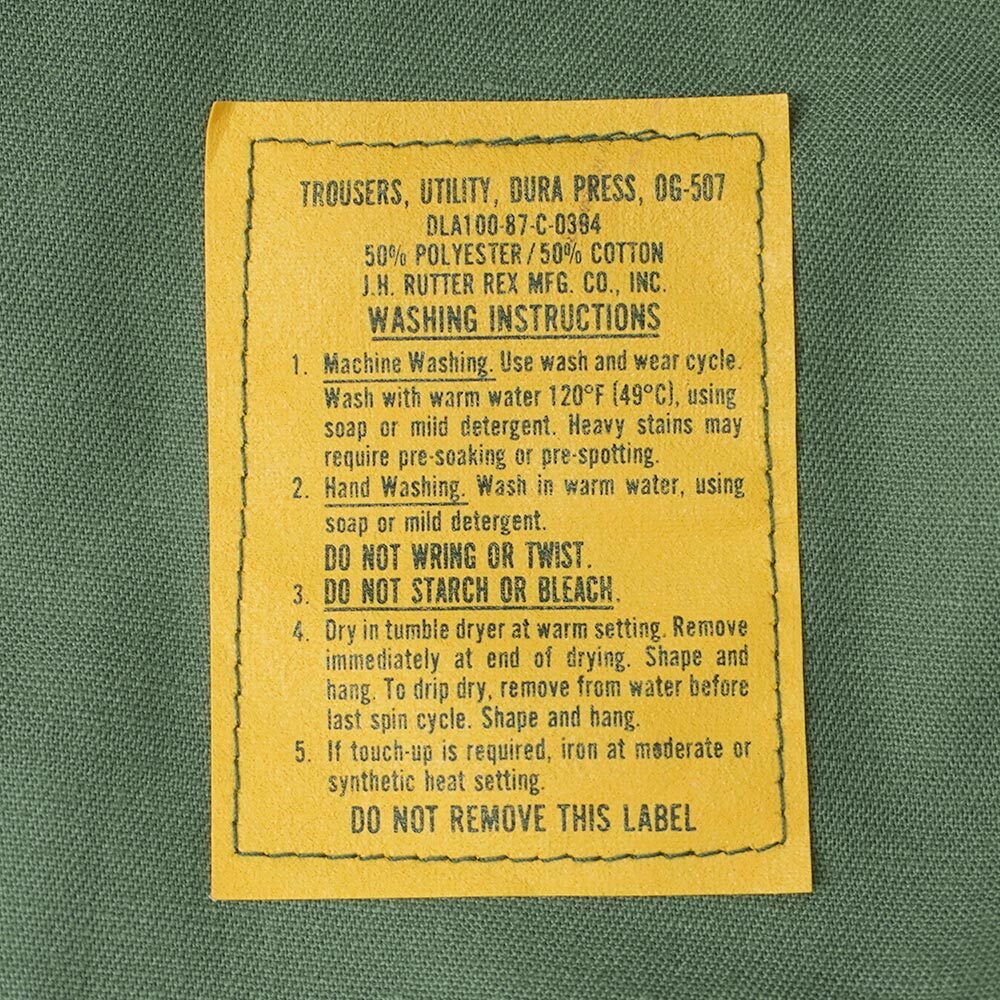 TROUSERS, UTILITY, DURA PRESS, OG-507
DLA100-87-C-0394
50% POLYESTER/50% COTTON
J.H. RUTTER REX MFG. CO., INC.
WASHING INSTRUCTIONS
1. Machine Washing. Use wash and wear cycle.
Wash with warm water 120°F (49°C), using
soap or mild detergent. Heavy stains may
require pre-soaking or pre-spotting.
2. Hand Washing. Wash in warm water, using
soap or mild detergent.
DO NOT WRING OR TWIST.
3. DO NOT STARCH OR BLEACH.
4. Dry in tumble dryer at warm setting. Remove
immediately at end of drying. Shape and
hang. To drip dry, remove from water before
last spin cycle. Shape and hang.
5. If touch-up is required, iron at moderate or
synthetic heat setting.
DO NOT REMOVE THIS LABEL